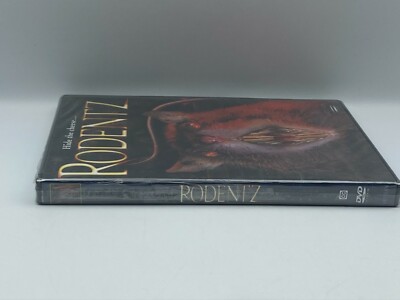 Hide the cheese...
RODENTZ
RODENTZ
DVD